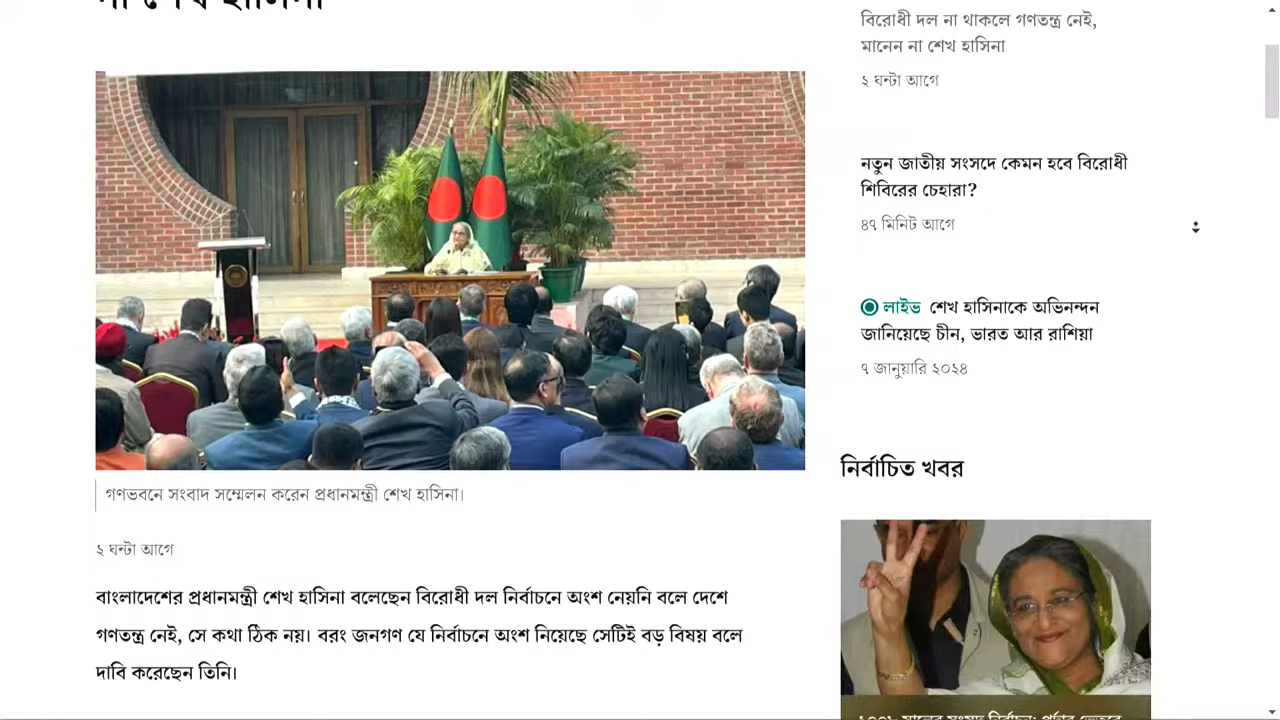 না শেখ হাসিনা
গণভবনে সংবাদ সম্মেলন করেন প্রধানমন্ত্রী শেখ হাসিনা।
২ ঘন্টা আগে
বাংলাদেশের প্রধানমন্ত্রী শেখ হাসিনা বলেছেন বিরোধী দল নির্বাচনে অংশ নেয়নি বলে দেশে
গণতন্ত্র নেই, সে কথা ঠিক নয়। বরং জনগণ যে নির্বাচনে অংশ নিয়েছে সেটিই বড় বিষয় বলে
দাবি করেছেন তিনি।
বিরোধী দল না থাকলে গণতন্ত্র নেই,
মানেন না শেখ হাসিনা
২ ঘন্টা আগে
নতুন জাতীয় সংসদে কেমন হবে বিরোধী
শিবিরের চেহারা?
৪৭ মিনিট আগে
লাইভ শেখ হাসিনাকে অভিনন্দন
জানিয়েছে চীন, ভারত আর রাশিয়া
৭ জানুয়ারি ২০২৪
নির্বাচিত খবর